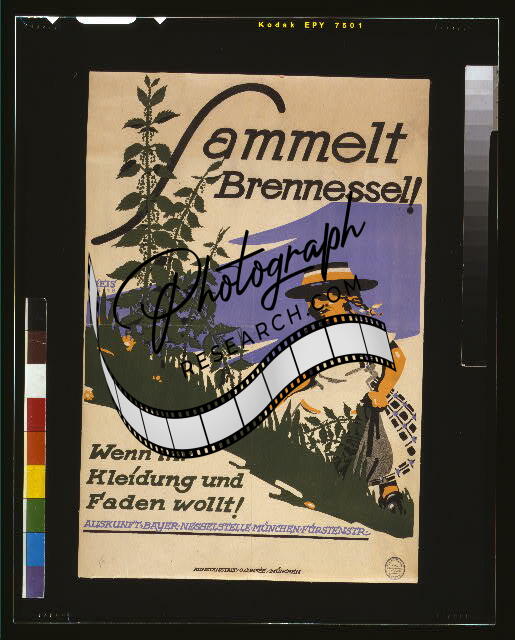 Kodak EPY 7501
Sammelt
Brennessel!
Photograph
RESEARCH.COM
Wenn
Kleidung und
Faden wollt!
AUSKUNFT·BAYER·NESSELSTELLE·MÜNCHEN·FÜRSTENSTR.